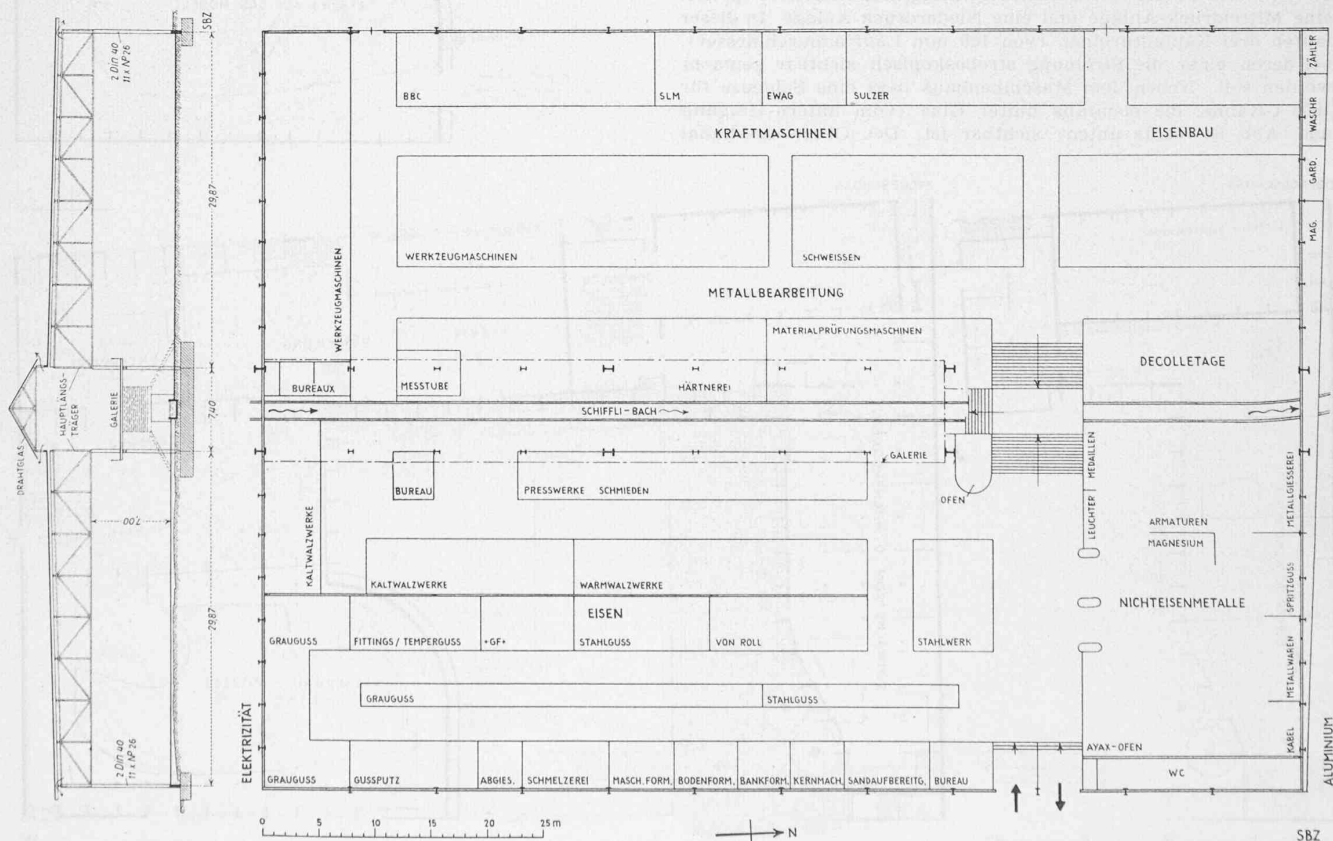 SBZ
2 Din 40
11 x NP 26
29,87
DRAHTGLAS
HAUPTLANGS-
TRÄGER
GALERIE
7,40
7,00
29,87
2 Din 40
11 x NP 26
BBC
SLM
EWAG
SULZER
ZÄHLER
KRAFTMASCHINEN
EISENBAU
WASCHR
GARD.
MAG.
WERKZEUGMASCHINEN
WERKZEUGMASCHINEN
SCHWEISSEN
METALLBEARBEITUNG
MATERIALPRÜFUNGSMASCHINEN
DECOLLETAGE
BUREAUX
MESSTUBE
HÄRTNEREI
SCHIFFLI-BACH
GALERIE
BUREAU
PRESSWERKE SCHMIEDEN
OFEN
LEUCHTER
MEDAILLEN
METALLGIESSEREI
ARMATUREN
MAGNESIUM
KALTWALZWERKE
KALTWALZWERKE
WARMWALZWERKE
SPRITZGUSS
NICHTEISENMETALLE
EISEN
GRAUGUSS
FITTINGS / TEMPERGUSS
+GF+
STAHLGUSS
VON ROLL
STAHLWERK
METALLWAREN
GRAUGUSS
STAHLGUSS
ELEKTRIZITÄT
AYAX-OFEN
KABEL
WC
ALUMINIUM
GRAUGUSS
GUSSPUTZ
ABGIES.
SCHMELZEREI
MASCH. FORM.
BODENFORM.
BANKFORM.
KERNMACH.
SANDAUFBEREITG.
BUREAU
0 5 10 15 20 25 m
N
SBZ